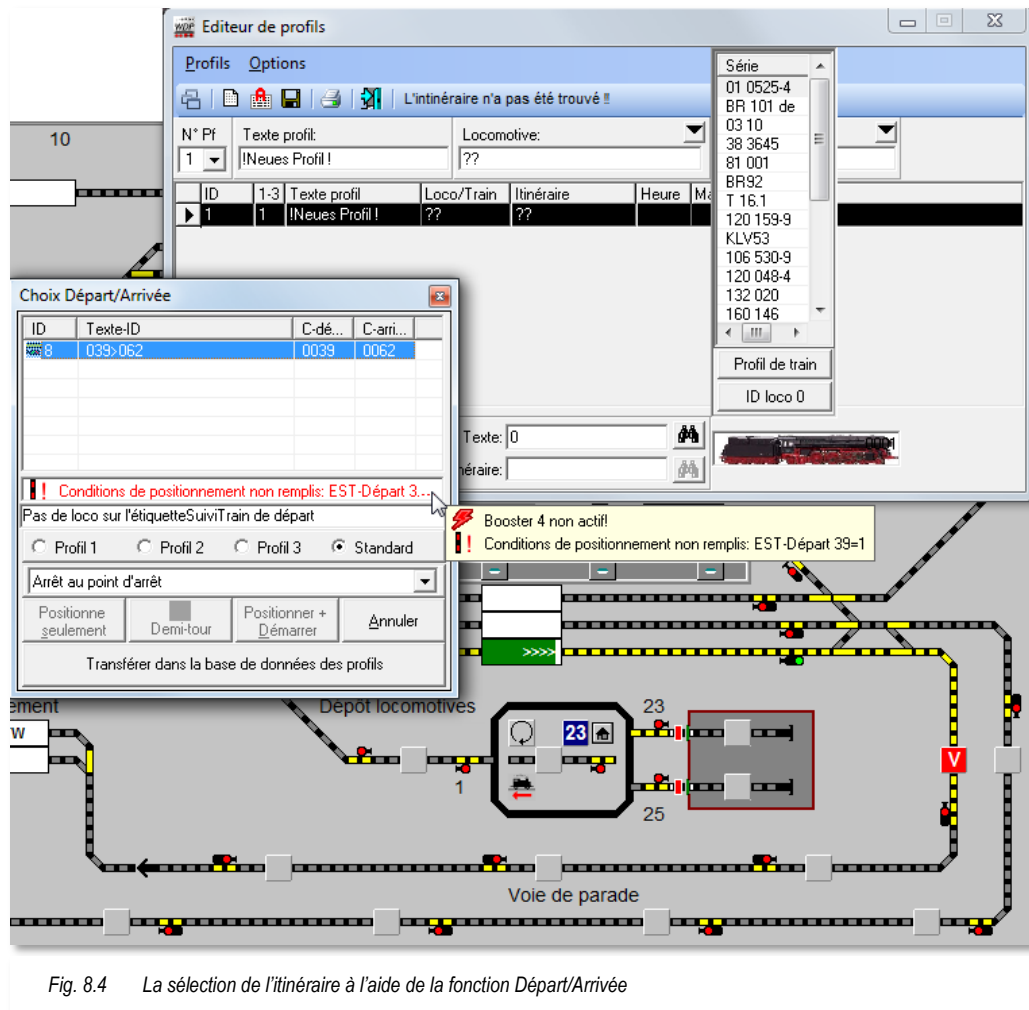 WDP Editeur de profils
Profils Options
L'intinéraire n'a pas été trouvé !!
N° Pf Texte profil: Locomotive:
1 !Neues Profil ! ??
ID 1-3 Texte profil Loco/Train Itinéraire Heure
1 1 !Neues Profil ! ?? ??
Série
01 0525-4
BR 101 de
03 10
38 3645
81 001
BR92
T 16.1
120 159-9
KLV53
106 530-9
120 048-4
132 020
160 146
Profil de train
ID loco 0
Texte: 0
néraire:
10
Choix Départ/Arrivée
ID Texte-ID C-dé... C-arri...
8 039>062 0039 0062
! Conditions de positionnement non remplis: EST-Départ 3...
Pas de loco sur l'étiquetteSuiviTrain de départ
Profil 1 Profil 2 Profil 3 Standard
Arrêt au point d'arrêt
Positionne seulement
Demi-tour
Positionner + Démarrer
Annuler
Transférer dans la base de données des profils
Booster 4 non actif!
! Conditions de positionnement non remplis: EST-Départ 39=1
>>>>
ement
Dépôt locomotives
23
23
1
25
V
Voie de parade
Fig. 8.4 La sélection de l’itinéraire à l’aide de la fonction Départ/Arrivée